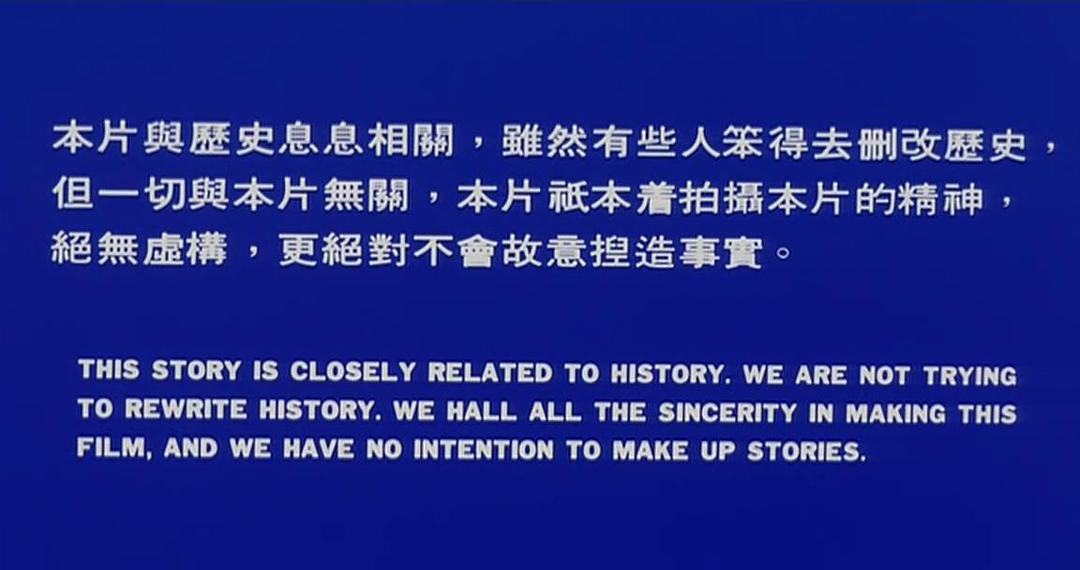 本片與歷史息息相關，雖然有些人笨得去刪改歷史，
但一切與本片無關，本片祇本着拍攝本片的精神，
絕無虛構，更絕對不會故意捏造事實。
THIS STORY IS CLOSELY RELATED TO HISTORY. WE ARE NOT TRYING
TO REWRITE HISTORY. WE HALL ALL THE SINCERITY IN MAKING THIS
FILM, AND WE HAVE NO INTENTION TO MAKE UP STORIES.